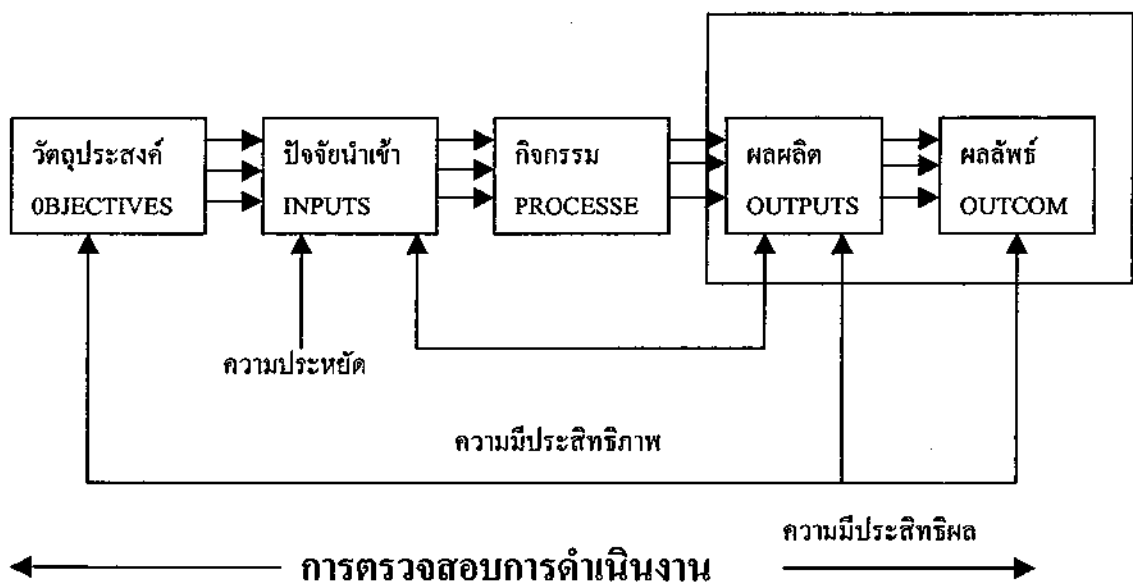 วัตถุประสงค์
0BJECTIVES
ปัจจัยนำเข้า
INPUTS
กิจกรรม
PROCESSE
ผลผลิต
OUTPUTS
ผลลัพธ์
OUTCOM
ความประหยัด
ความมีประสิทธิภาพ
ความมีประสิทธิผล
การตรวจสอบการดำเนินงาน